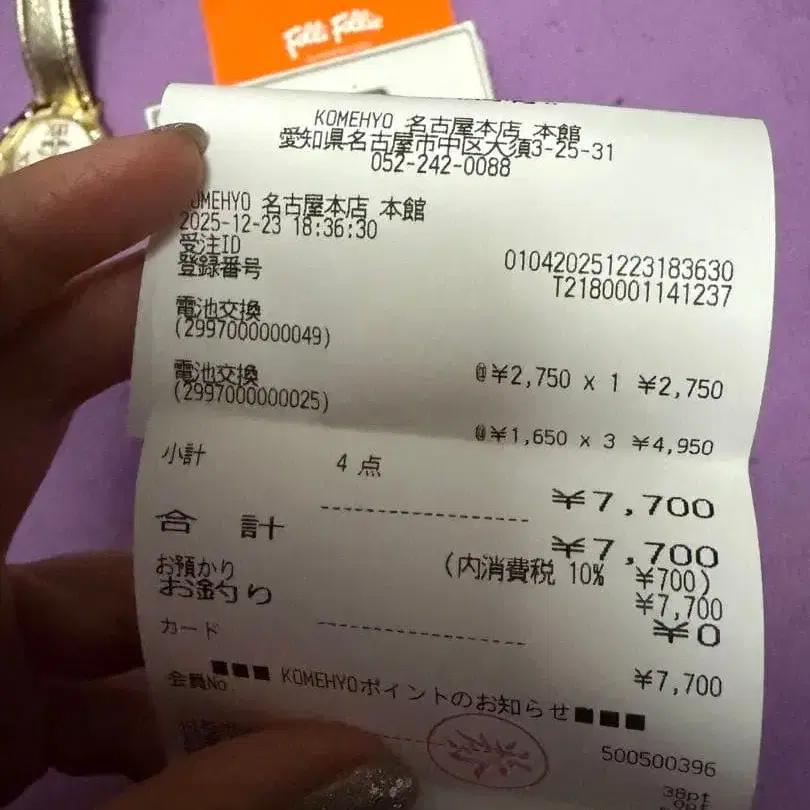 Folli Follie
KOMEHYO 名古屋本店 本館
愛知県名古屋市中区大須3-25-31
052-242-0088
KOMEHYO 名古屋本店 本館
2025-12-23 18:36:30
受注ID 010420251223183630
登録番号 T2180001141237
電池交換
(2997000000049)
@¥2,750 x 1 ¥2,750
電池交換
(2997000000025)
@¥1,650 x 3 ¥4,950
小計 4点 ¥7,700
合計 ¥7,700
(内消費税 10% ¥700)
お預かり ¥7,700
お釣り ¥0
カード ¥7,700
■■■ KOMEHYOポイントのお知らせ■■■
会員No. 500500396
38pt